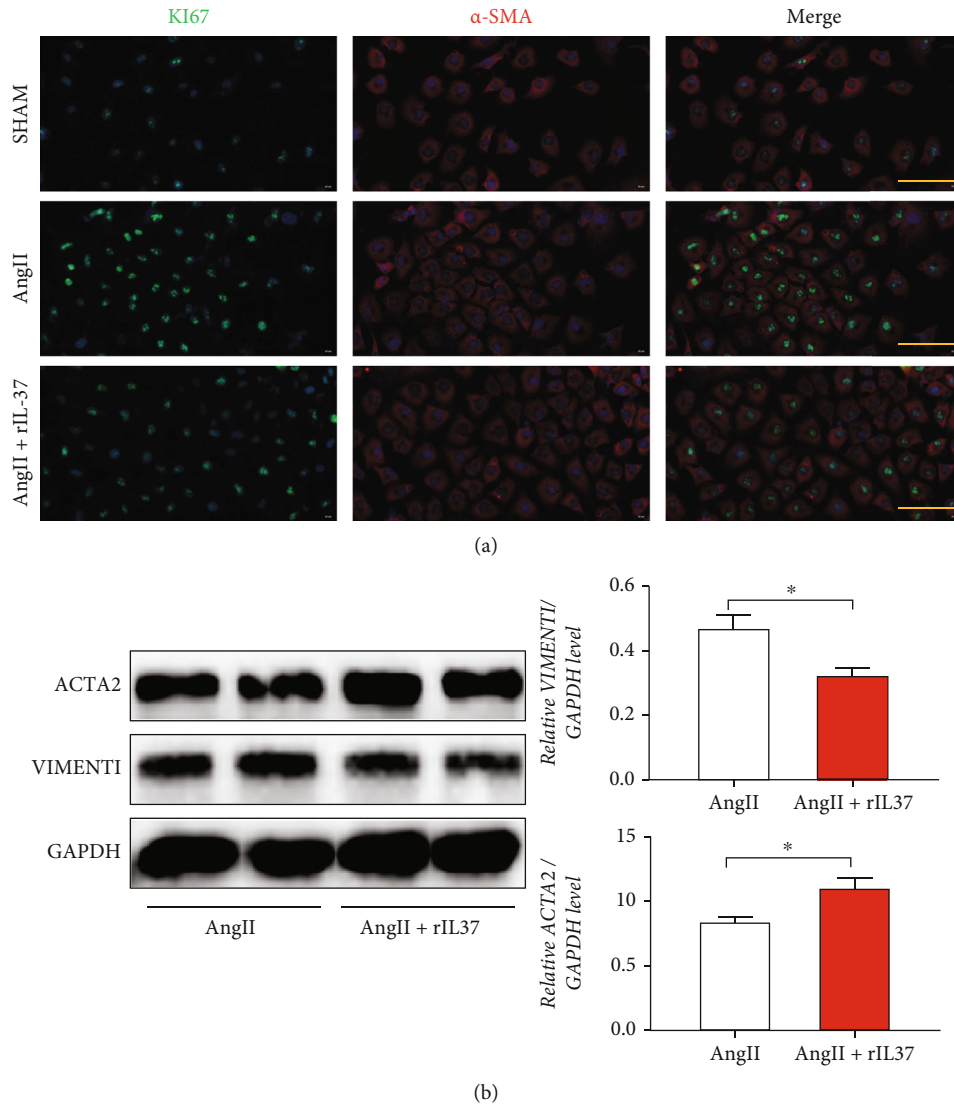 KI67
α-SMA
Merge
SHAM
AngII
AngII + rIL-37
(a)
ACTA2
VIMENTI
GAPDH
AngII
AngII + rIL37
Relative VIMENTI/
GAPDH level
0.6
0.4
0.2
0.0
*
AngII
AngII + rIL37
Relative ACTA2 /
GAPDH level
15
10
0.5
0.0
*
AngII
AngII + rIL37
(b)